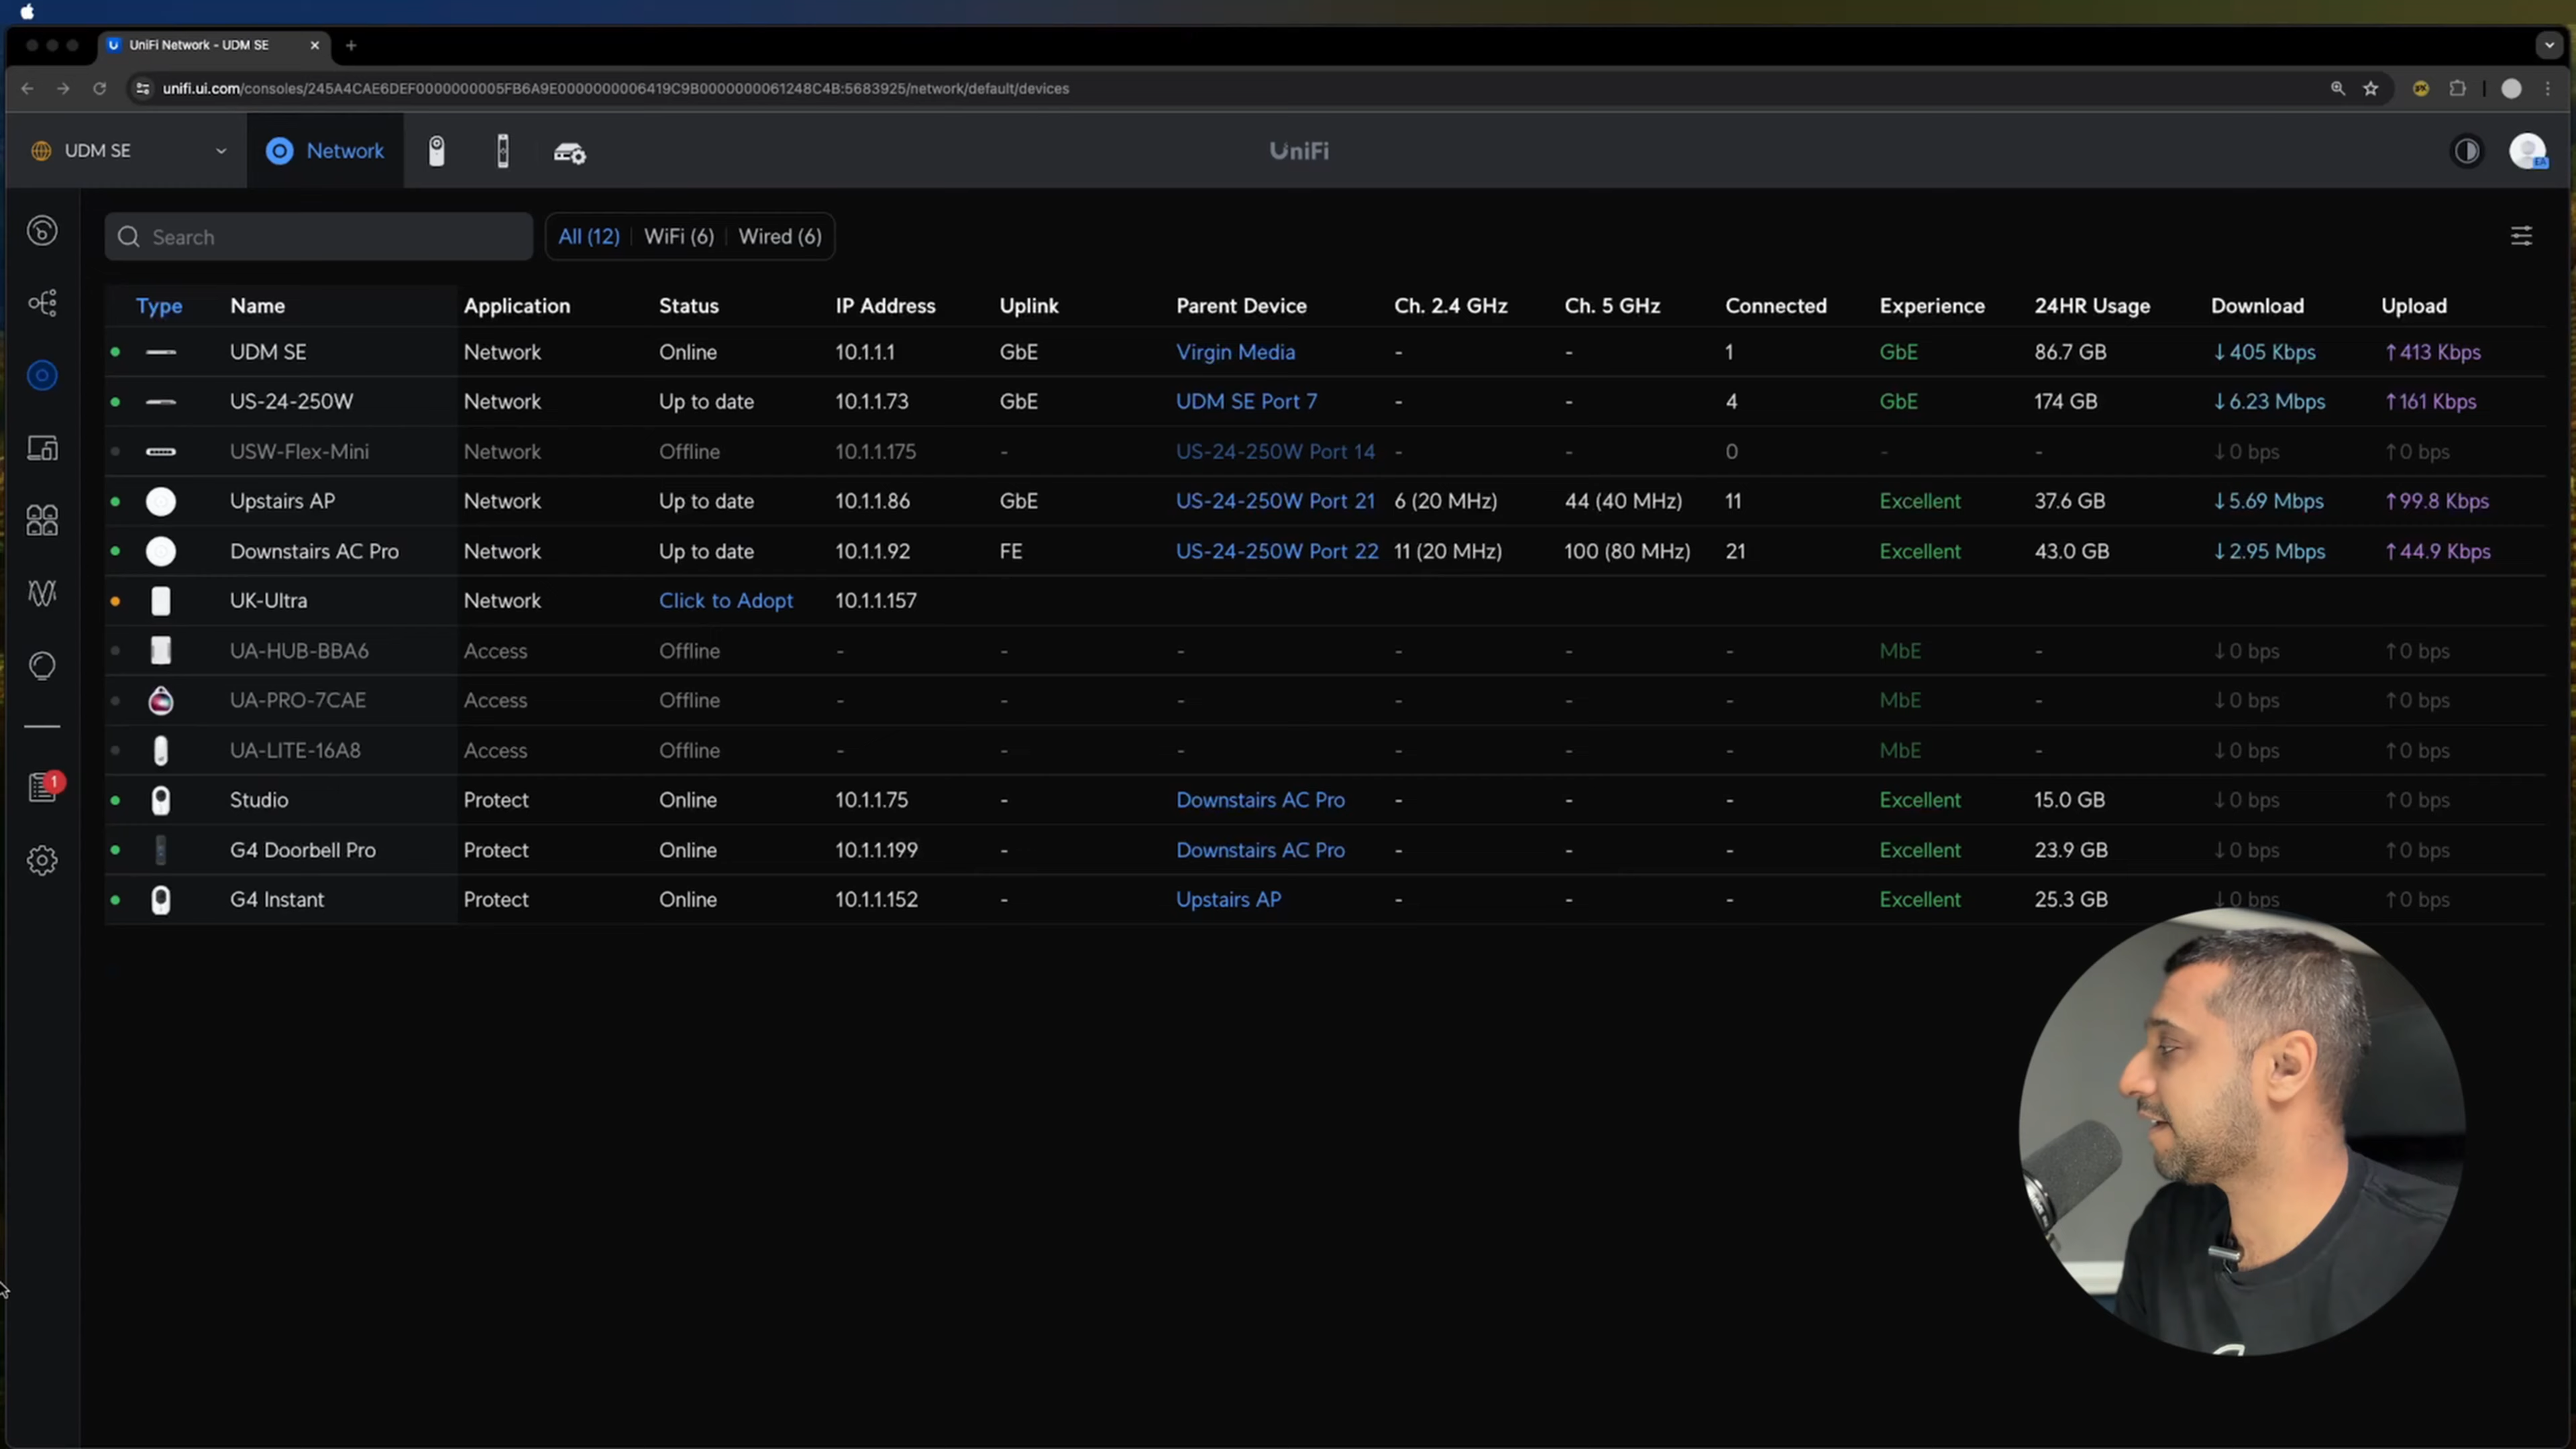 UniFi Network - UDM SE
unifi.ui.com/consoles/245A4CAE6DEF0000000005FB6A9E0000000006419C9B0000000061248C4B:5683925/network/default/devices
UDM SE Network UniFi EA
Search All (12) WiFi (6) Wired (6)
Type Name Application Status IP Address Uplink Parent Device Ch. 2.4 GHz Ch. 5 GHz Connected Experience 24HR Usage Download Upload
UDM SE Network Online 10.1.1.1 GbE Virgin Media - - 1 GbE 86.7 GB ↓405 Kbps ↑413 Kbps
US-24-250W Network Up to date 10.1.1.73 GbE UDM SE Port 7 - - 4 GbE 174 GB ↓6.23 Mbps ↑161 Kbps
USW-Flex-Mini Network Offline 10.1.1.175 - US-24-250W Port 14 - - 0 - - ↓0 bps ↑0 bps
Upstairs AP Network Up to date 10.1.1.86 GbE US-24-250W Port 21 6 (20 MHz) 44 (40 MHz) 11 Excellent 37.6 GB ↓5.69 Mbps ↑99.8 Kbps
Downstairs AC Pro Network Up to date 10.1.1.92 FE US-24-250W Port 22 11 (20 MHz) 100 (80 MHz) 21 Excellent 43.0 GB ↓2.95 Mbps ↑44.9 Kbps
UK-Ultra Network Click to Adopt 10.1.1.157
UA-HUB-BBA6 Access Offline - - - - - - MbE - ↓0 bps ↑0 bps
UA-PRO-7CAE Access Offline - - - - - - MbE - ↓0 bps ↑0 bps
UA-LITE-16A8 Access Offline - - - - - - MbE - ↓0 bps ↑0 bps
1
Studio Protect Online 10.1.1.75 - Downstairs AC Pro - - - Excellent 15.0 GB ↓0 bps ↑0 bps
G4 Doorbell Pro Protect Online 10.1.1.199 - Downstairs AC Pro - - - Excellent 23.9 GB ↓0 bps ↑0 bps
G4 Instant Protect Online 10.1.1.152 - Upstairs AP - - - Excellent 25.3 GB ↓0 bps ↑0 bps